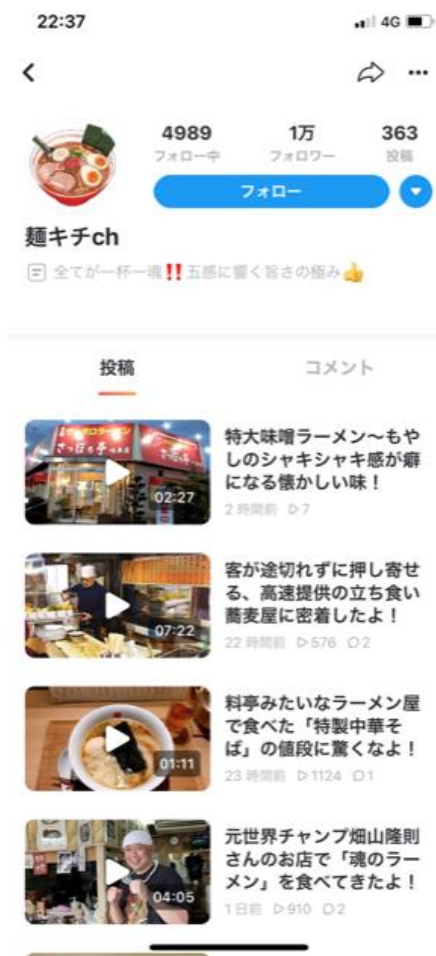 22:37
4G
4989
1万
363
フォロー中
フォロワー
投稿
フォロー
麺キチch
全てが一杯一魂‼️五感に響く旨さの極み👍
投稿
コメント
さっぽろ亭
02:27
特大味噌ラーメン〜もや
しのシャキシャキ感が癖
になる懐かしい味！
2 時間前 7
07:22
客が途切れずに押し寄せ
る、高速提供の立ち食い
蕎麦屋に密着したよ！
22 時間前 576 2
01:11
料亭みたいなラーメン屋
で食べた「特製中華そ
ば」の値段に驚くなよ！
23 時間前 1124 1
04:05
元世界チャンプ畑山隆則
さんのお店で「魂のラー
メン」を食べてきたよ！
1日前 910 2